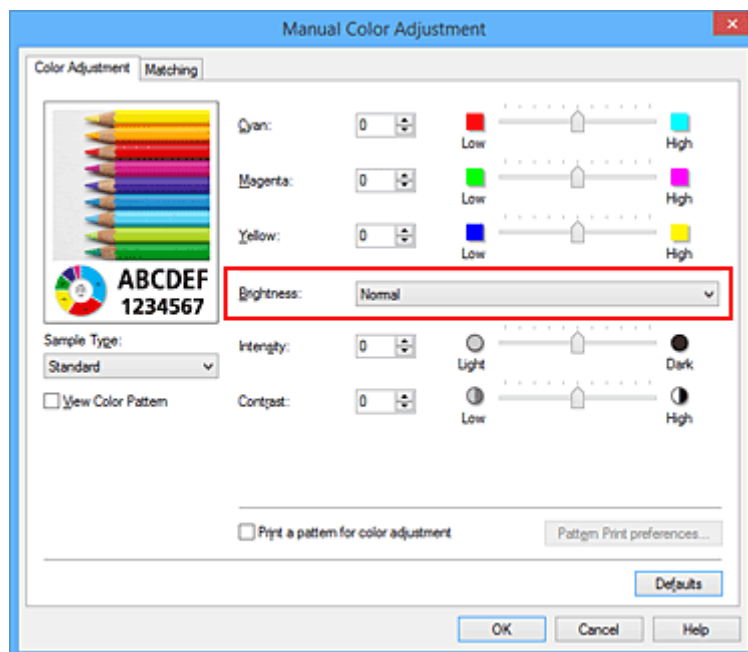 Manual Color Adjustment
Color Adjustment Matching
Cyan: 0 Low High
Magenta: 0 Low High
Yellow: 0 Low High
ABCDEF
1234567
Brightness: Normal
Sample Type:
Standard
View Color Pattern
Intensity: 0 Light Dark
Contrast: 0 Low High
Print a pattern for color adjustment Pattern Print preferences...
Defaults
OK Cancel Help